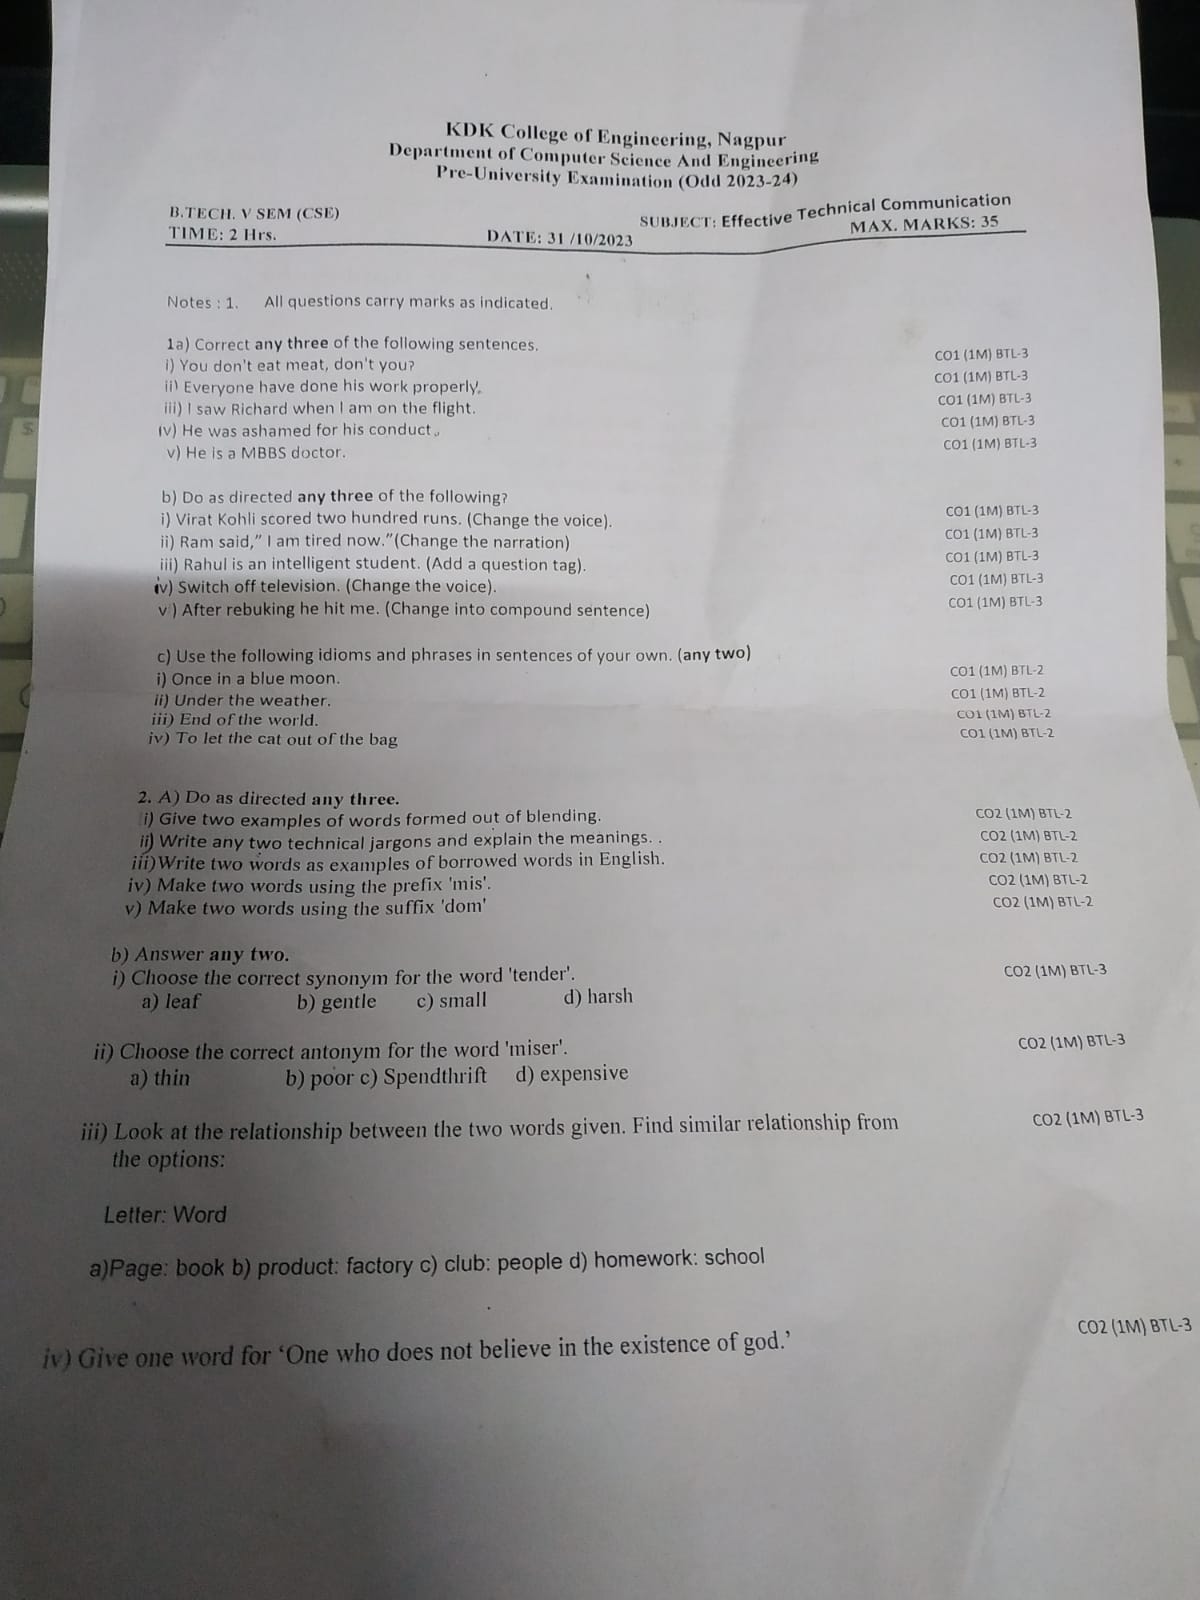 KDK College of Engineering, Nagpur
Department of Computer Science And Engineering
Pre-University Examination (Odd 2023-24)
B.TECH. V SEM (CSE) SUBJECT: Effective Technical Communication
TIME: 2 Hrs. DATE: 31 /10/2023 MAX. MARKS: 35
Notes : 1. All questions carry marks as indicated.
1a) Correct any three of the following sentences.
i) You don't eat meat, don't you? CO1 (1M) BTL-3
ii) Everyone have done his work properly. CO1 (1M) BTL-3
iii) I saw Richard when I am on the flight. CO1 (1M) BTL-3
iv) He was ashamed for his conduct. CO1 (1M) BTL-3
v) He is a MBBS doctor. CO1 (1M) BTL-3
b) Do as directed any three of the following?
i) Virat Kohli scored two hundred runs. (Change the voice). CO1 (1M) BTL-3
ii) Ram said," I am tired now."(Change the narration) CO1 (1M) BTL-3
iii) Rahul is an intelligent student. (Add a question tag). CO1 (1M) BTL-3
iv) Switch off television. (Change the voice). CO1 (1M) BTL-3
v ) After rebuking he hit me. (Change into compound sentence) CO1 (1M) BTL-3
c) Use the following idioms and phrases in sentences of your own. (any two)
i) Once in a blue moon. CO1 (1M) BTL-2
ii) Under the weather. CO1 (1M) BTL-2
iii) End of the world. CO1 (1M) BTL-2
iv) To let the cat out of the bag CO1 (1M) BTL-2
2. A) Do as directed any three.
i) Give two examples of words formed out of blending. CO2 (1M) BTL-2
ii) Write any two technical jargons and explain the meanings. . CO2 (1M) BTL-2
iii) Write two words as examples of borrowed words in English. CO2 (1M) BTL-2
iv) Make two words using the prefix 'mis'. CO2 (1M) BTL-2
v) Make two words using the suffix 'dom' CO2 (1M) BTL-2
b) Answer any two.
i) Choose the correct synonym for the word 'tender'. CO2 (1M) BTL-3
a) leaf b) gentle c) small d) harsh
ii) Choose the correct antonym for the word 'miser'. CO2 (1M) BTL-3
a) thin b) poor c) Spendthrift d) expensive
iii) Look at the relationship between the two words given. Find similar relationship from CO2 (1M) BTL-3
the options:
Letter: Word
a)Page: book b) product: factory c) club: people d) homework: school
iv) Give one word for ‘One who does not believe in the existence of god.’ CO2 (1M) BTL-3